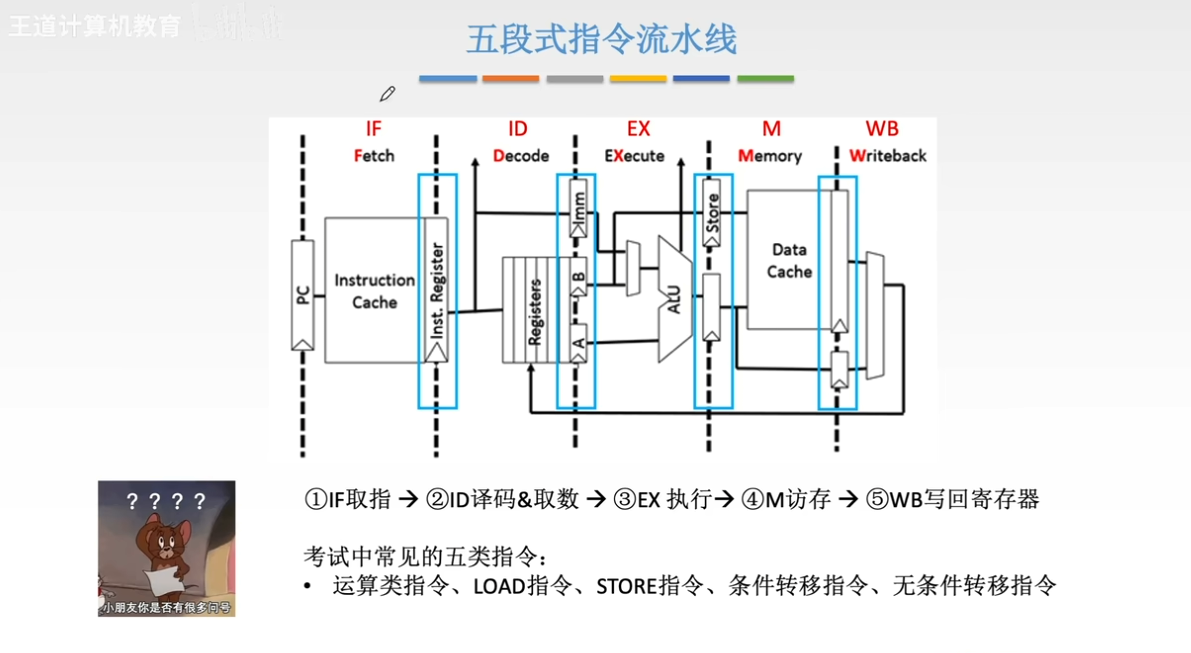 王道计算机教育
五段式指令流水线
IF ID EX M WB
Fetch Decode EXecute Memory Writeback
PC
Instruction
Cache
Inst. Register
Registers
Imm
B
A
ALU
Store
Data
Cache
? ? ? ?
小朋友你是否有很多问号
①IF取指 → ②ID译码&取数 → ③EX 执行→ ④M访存 → ⑤WB写回寄存器
考试中常见的五类指令：
• 运算类指令、LOAD指令、STORE指令、条件转移指令、无条件转移指令